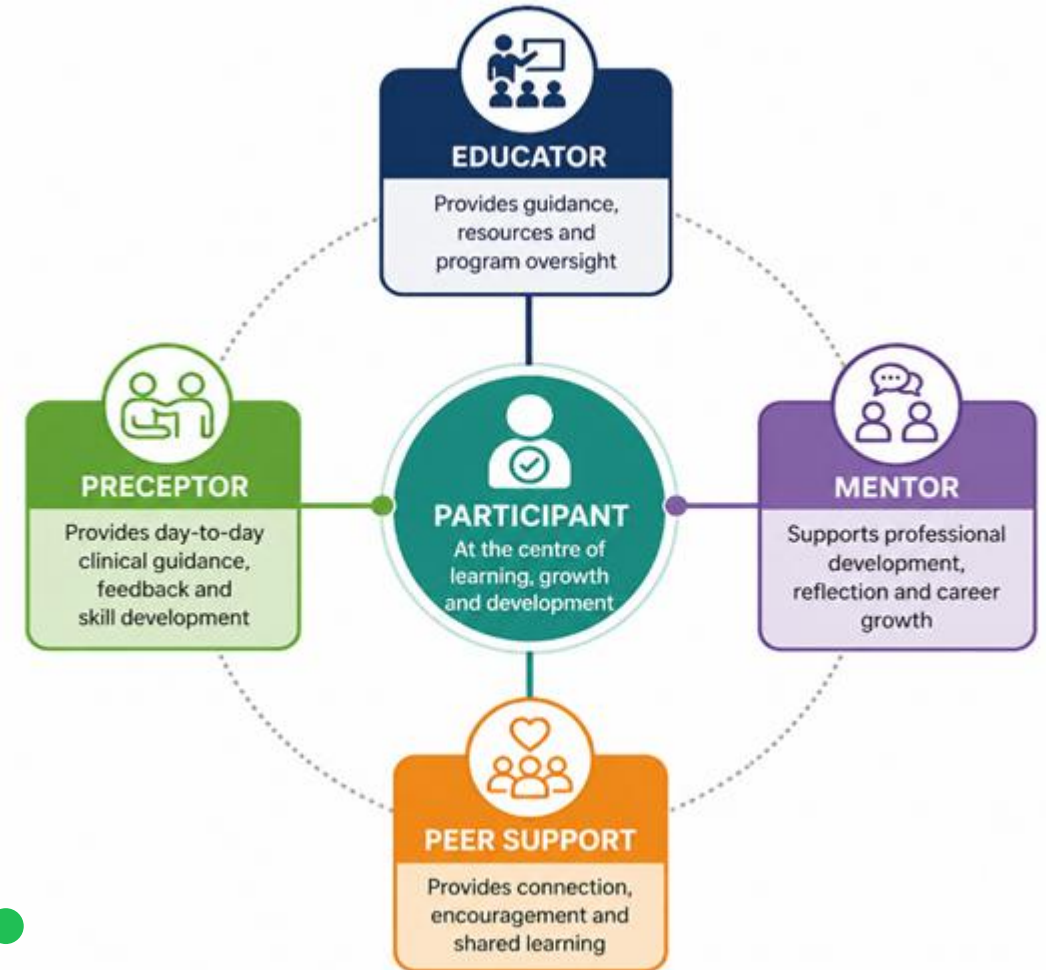 EDUCATOR
Provides guidance,
resources and
program oversight
PRECEPTOR
Provides day-to-day
clinical guidance,
feedback and
skill development
PARTICIPANT
At the centre of
learning, growth
and development
MENTOR
Supports professional
development,
reflection and career
growth
PEER SUPPORT
Provides connection,
encouragement and
shared learning